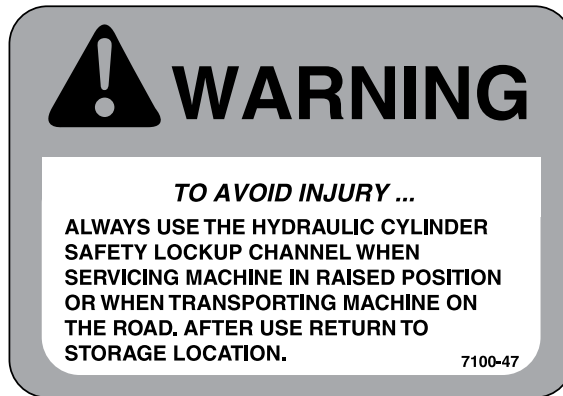 WARNING
TO AVOID INJURY ...
ALWAYS USE THE HYDRAULIC CYLINDER
SAFETY LOCKUP CHANNEL WHEN
SERVICING MACHINE IN RAISED POSITION
OR WHEN TRANSPORTING MACHINE ON
THE ROAD. AFTER USE RETURN TO
STORAGE LOCATION.
7100-47